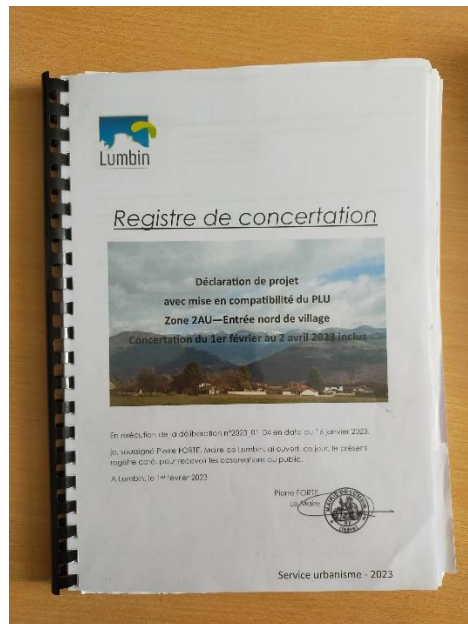 Lumbin
Registre de concertation
Déclaration de projet
avec mise en compatibilité du PLU
Zone 2AU—Entrée nord de village
Concertation du 1er février au 2 avril 2023 inclus
En exécution de la délibération n°2023_01_04 en date du 16 janvier 2023,
je, soussigné Pierre FORTE, Maire de Lumbin, ai ouvert, ce jour, le présent
registre coté, pour recevoir les observations du public.
A Lumbin, le 1er février 2023
Pierre FORTE
Le Maire
Service urbanisme - 2023